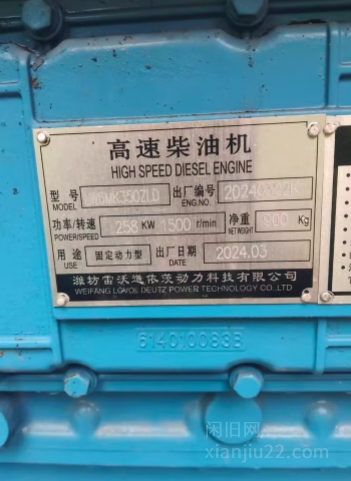 高速柴油机
HIGH SPEED DIESEL ENGINE
型号 出厂编号
MODEL ENG.NO.
功率/转速 258 KW 1500 r/min 净重 Kg
POWER/SPEED NET WEIGHT
用途 固定动力型 出厂日期 2024.03
USE DATE
潍坊雷沃道依茨动力科技有限公司
WEIFANG LOVOL DEUTZ POWER TECHNOLOGY CO.,LTD
闲旧网
xianjiu22.com